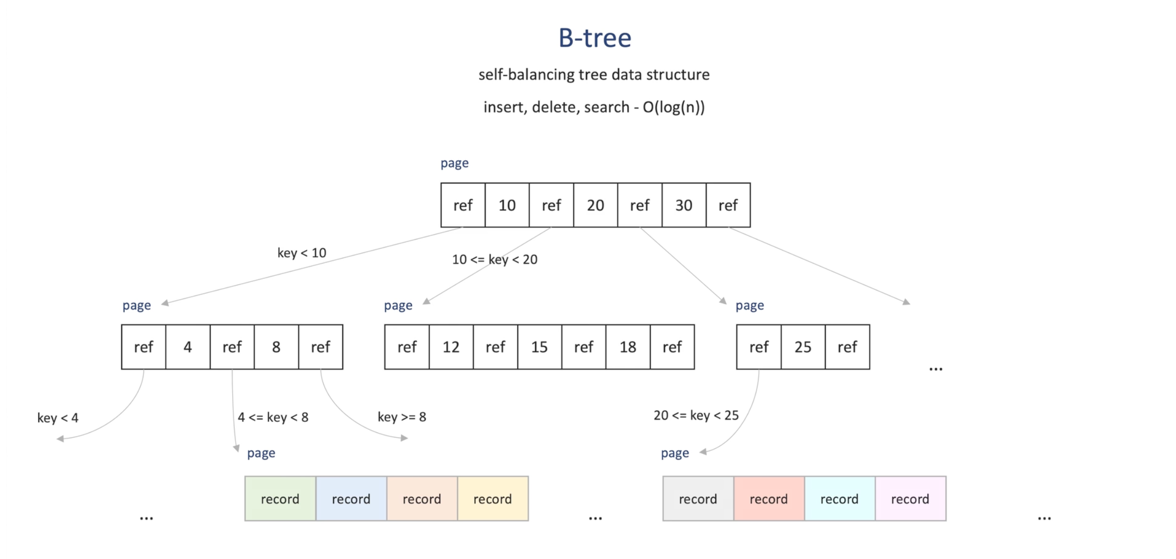 B-tree
self-balancing tree data structure
insert, delete, search - O(log(n))
page
ref 10 ref 20 ref 30 ref
key < 10
10 <= key < 20
page
page
page
ref 4 ref 8 ref
ref 12 ref 15 ref 18 ref
ref 25 ref
...
key < 4
4 <= key < 8
key >= 8
20 <= key < 25
page
page
record record record record
record record record record
...
...
...